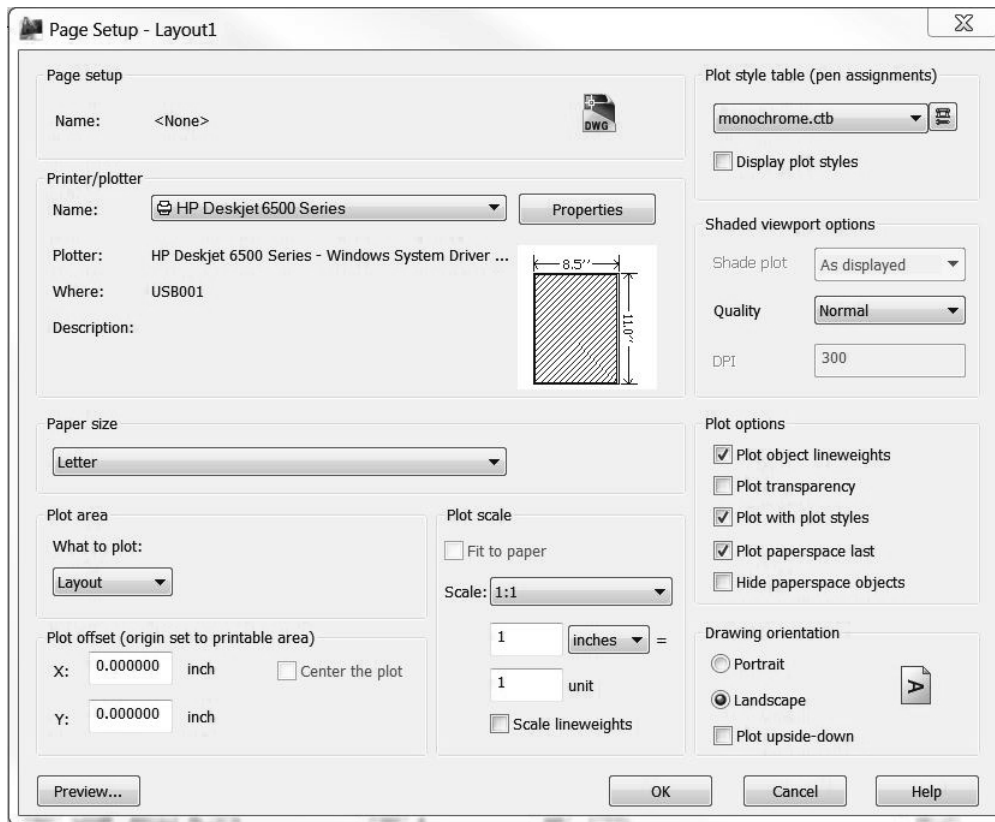 Page Setup - Layout1
Page setup
Name: <None>
DWG
Printer/plotter
Name: HP Deskjet 6500 Series
Properties
Plotter: HP Deskjet 6500 Series - Windows System Driver ...
Where: USB001
Description:
8.5''
11.0''
Paper size
Letter
Plot area
What to plot:
Layout
Plot offset (origin set to printable area)
X: 0.000000 inch
Center the plot
Y: 0.000000 inch
Plot scale
Fit to paper
Scale: 1:1
1 inches =
1 unit
Scale lineweights
Plot style table (pen assignments)
monochrome.ctb
Display plot styles
Shaded viewport options
Shade plot As displayed
Quality Normal
DPI 300
Plot options
Plot object lineweights
Plot transparency
Plot with plot styles
Plot paperspace last
Hide paperspace objects
Drawing orientation
Portrait
Landscape
A
Plot upside-down
Preview...
OK
Cancel
Help